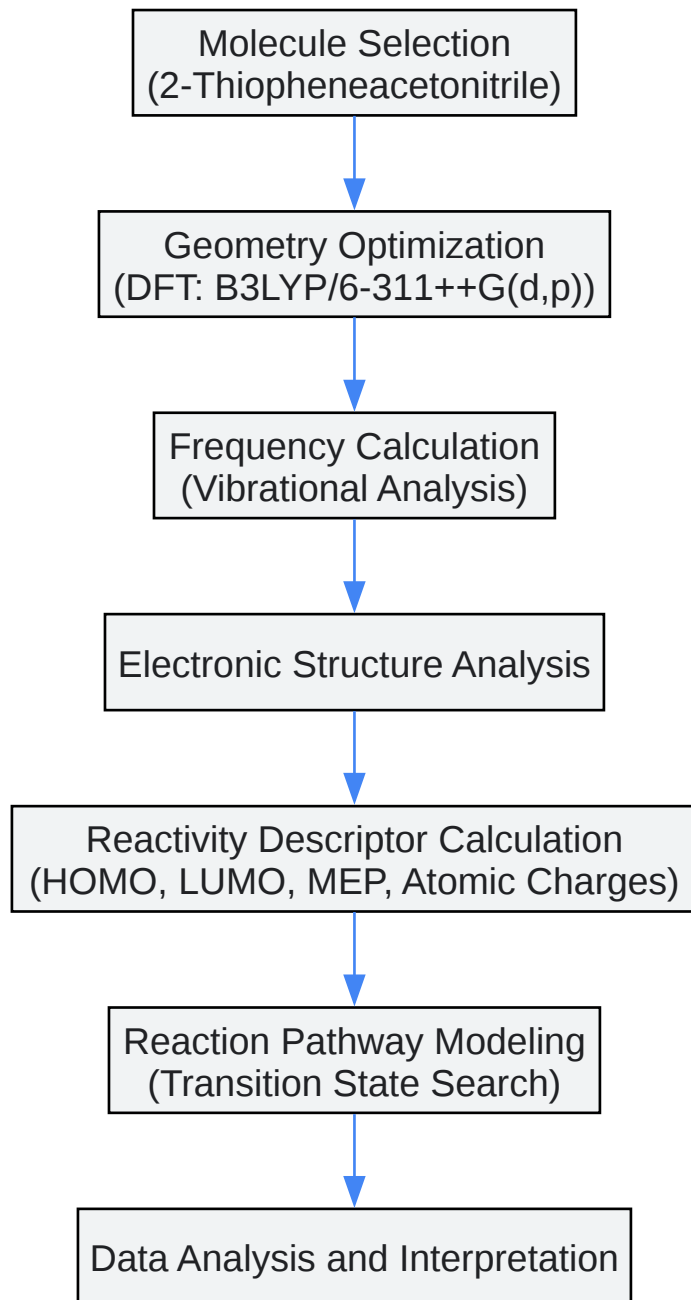 Molecule Selection
(2-Thiopheneacetonitrile)
Geometry Optimization
(DFT: B3LYP/6-311++G(d,p))
Frequency Calculation
(Vibrational Analysis)
Electronic Structure Analysis
Reactivity Descriptor Calculation
(HOMO, LUMO, MEP, Atomic Charges)
Reaction Pathway Modeling
(Transition State Search)
Data Analysis and Interpretation